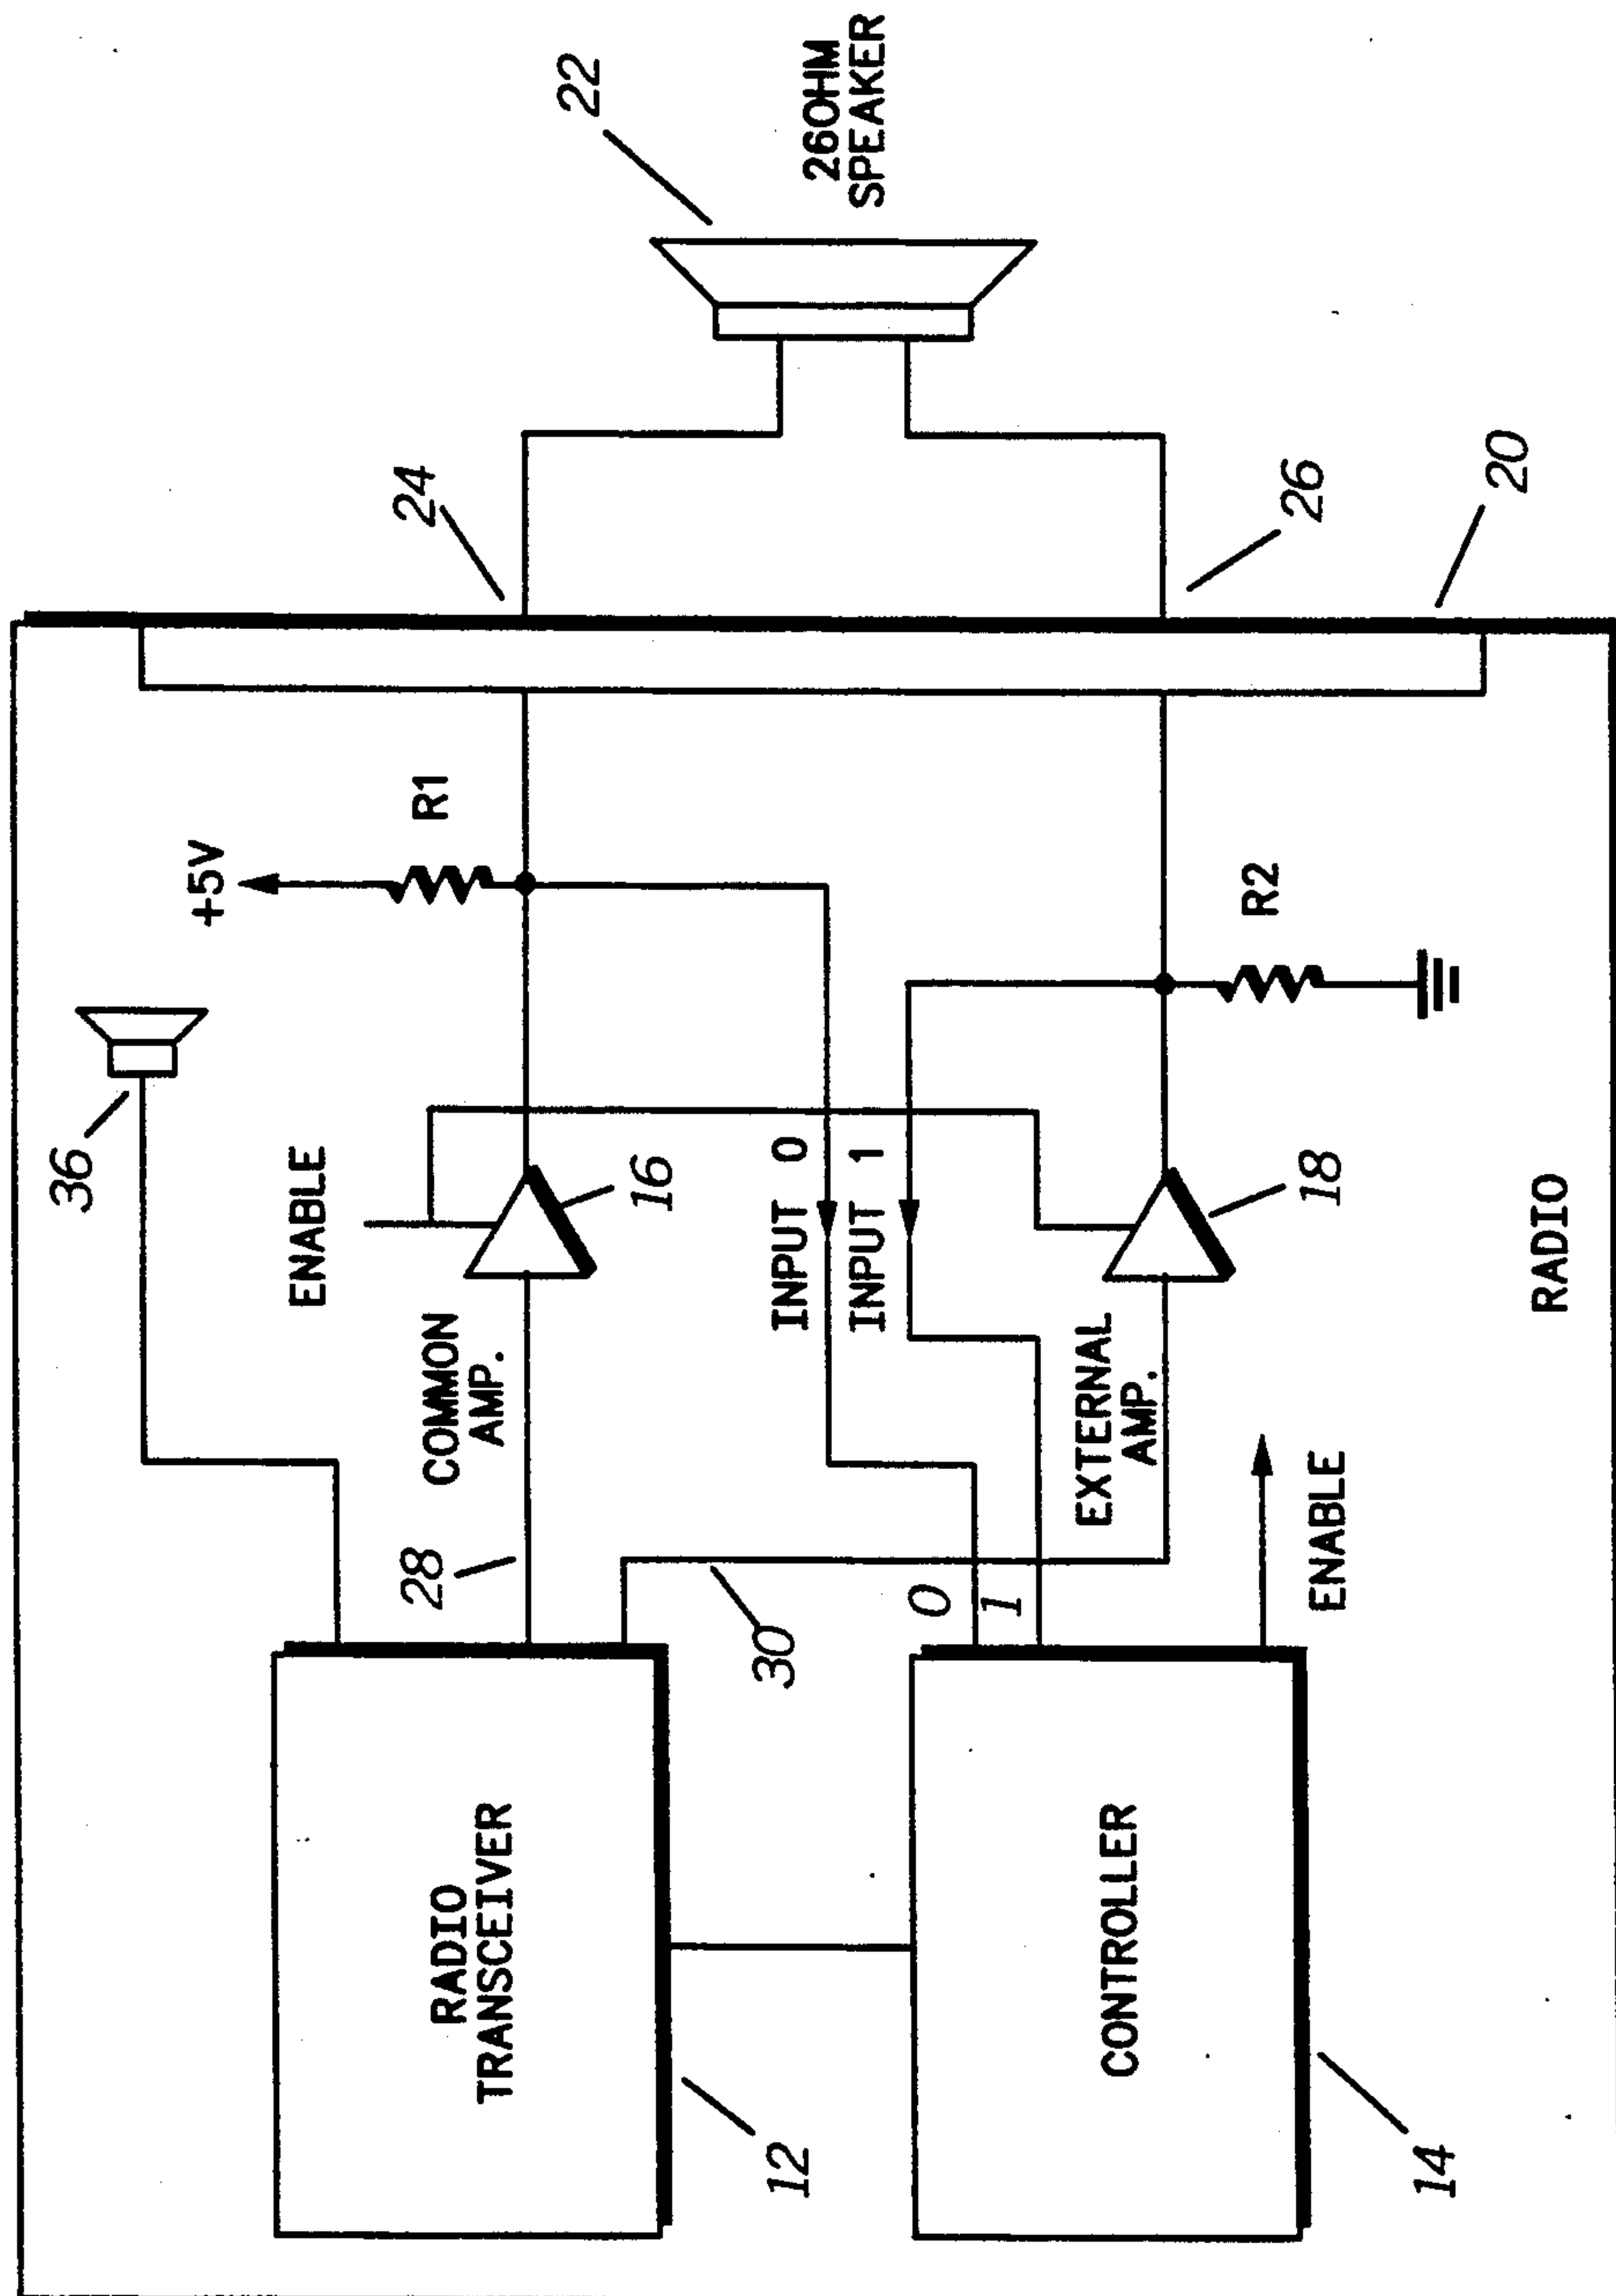 36
+5V
R1
24
22
26OHM
SPEAKER
ENABLE
COMMON
AMP.
16
28
RADIO
TRANSCEIVER
12
30
INPUT 0
INPUT 1
0
1
EXTERNAL
AMP.
18
R2
26
20
ENABLE
CONTROLLER
14
RADIO